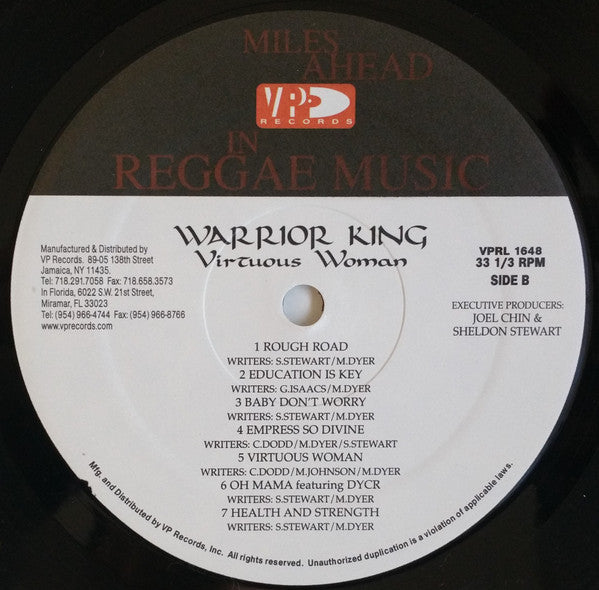 MILES
AHEAD
VP
RECORDS
IN
REGGAE MUSIC
WARRIOR KING
Virtuous Woman
Manufactured & Distributed by
VP Records. 89-05 138th Street
Jamaica, NY 11435.
Tel: 718.291.7058 Fax: 718.658.3573
In Florida, 6022 S.W. 21st Street,
Miramar, FL 33023
Tel: (954) 966-4744 Fax: (954) 966-8766
www.vprecords.com
VPRL 1648
33 1/3 RPM
SIDE B
EXECUTIVE PRODUCERS:
JOEL CHIN &
SHELDON STEWART
1 ROUGH ROAD
WRITERS: S.STEWART/M.DYER
2 EDUCATION IS KEY
WRITERS: G.ISAACS/M.DYER
3 BABY DON'T WORRY
WRITERS: S.STEWART/M.DYER
4 EMPRESS SO DIVINE
WRITERS: C.DODD/M.DYER/S.STEWART
5 VIRTUOUS WOMAN
WRITERS: C.DODD/M.JOHNSON/M.DYER
6 OH MAMA featuring DYCR
WRITERS: S.STEWART/M.DYER
7 HEALTH AND STRENGTH
WRITERS: S.STEWART/M.DYER
Mfg. and Distributed by VP Records, Inc. All rights reserved. Unauthorized duplication is a violation of applicable laws.